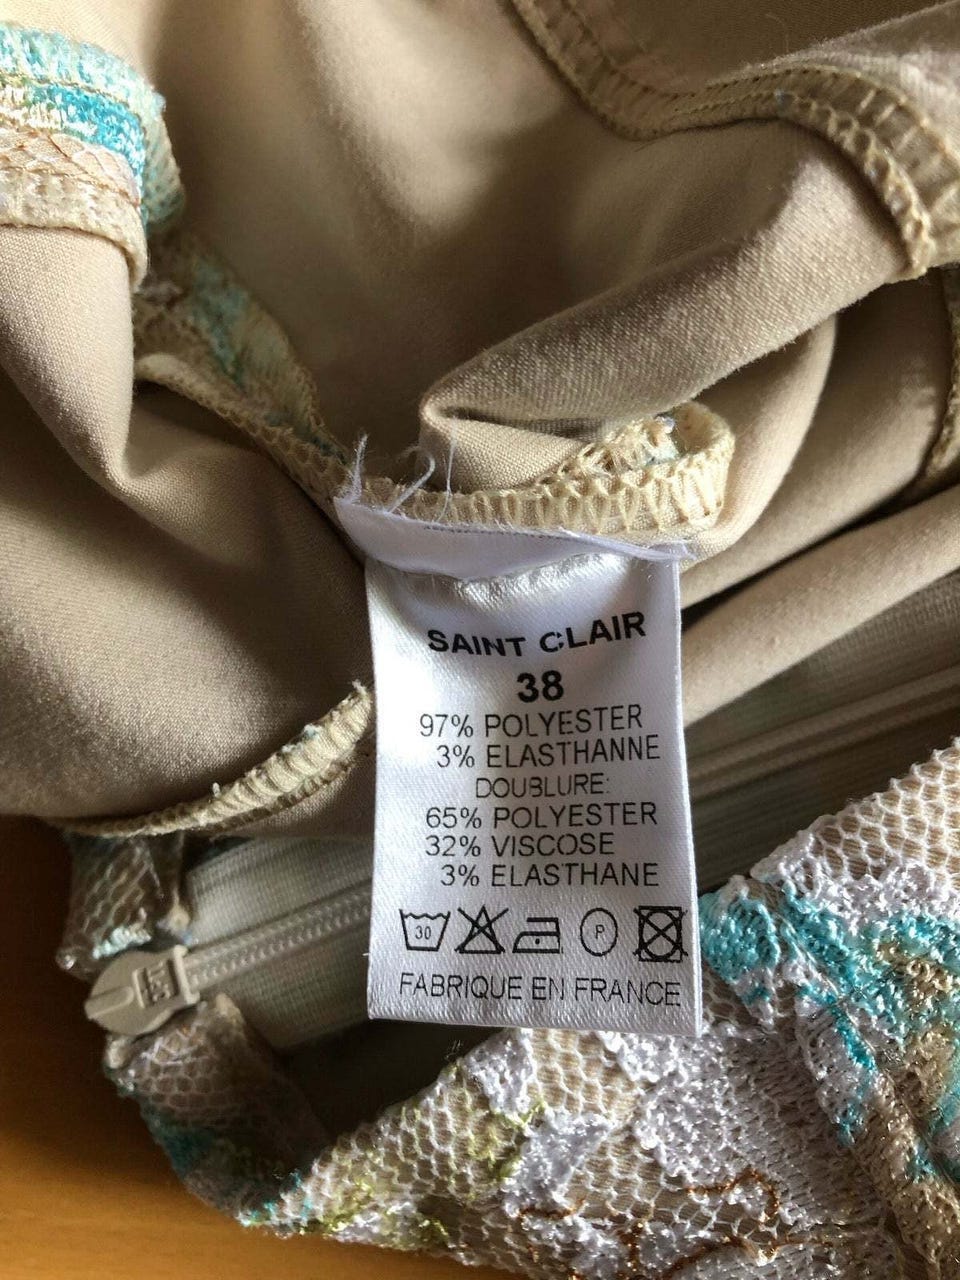 SAINT CLAIR
38
97% POLYESTER
3% ELASTHANNE
DOUBLURE:
65% POLYESTER
32% VISCOSE
3% ELASTHANE
30 P
FABRIQUE EN FRANCE